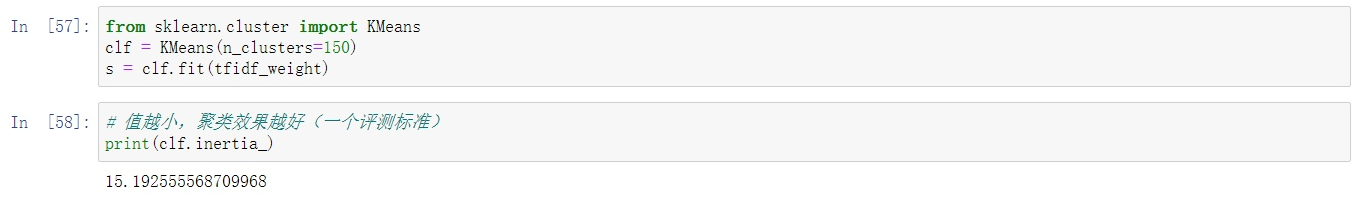 In [57]: from sklearn.cluster import KMeans
clf = KMeans(n_clusters=150)
s = clf.fit(tfidf_weight)
In [58]: # 值越小，聚类效果越好（一个评测标准）
print(clf.inertia_)
15.192555568709968